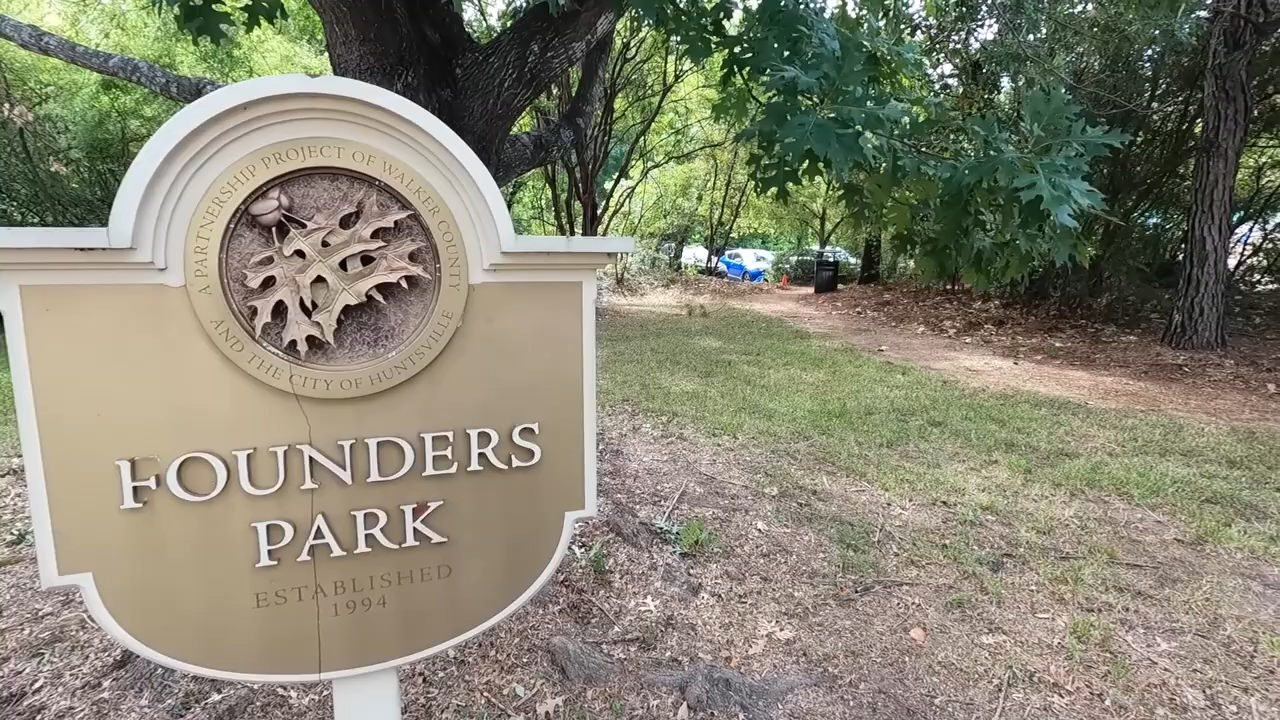 A PARTNERSHIP PROJECT OF WALKER COUNTY
AND THE CITY OF HUNTSVILLE
FOUNDERS
PARK
ESTABLISHED
1994